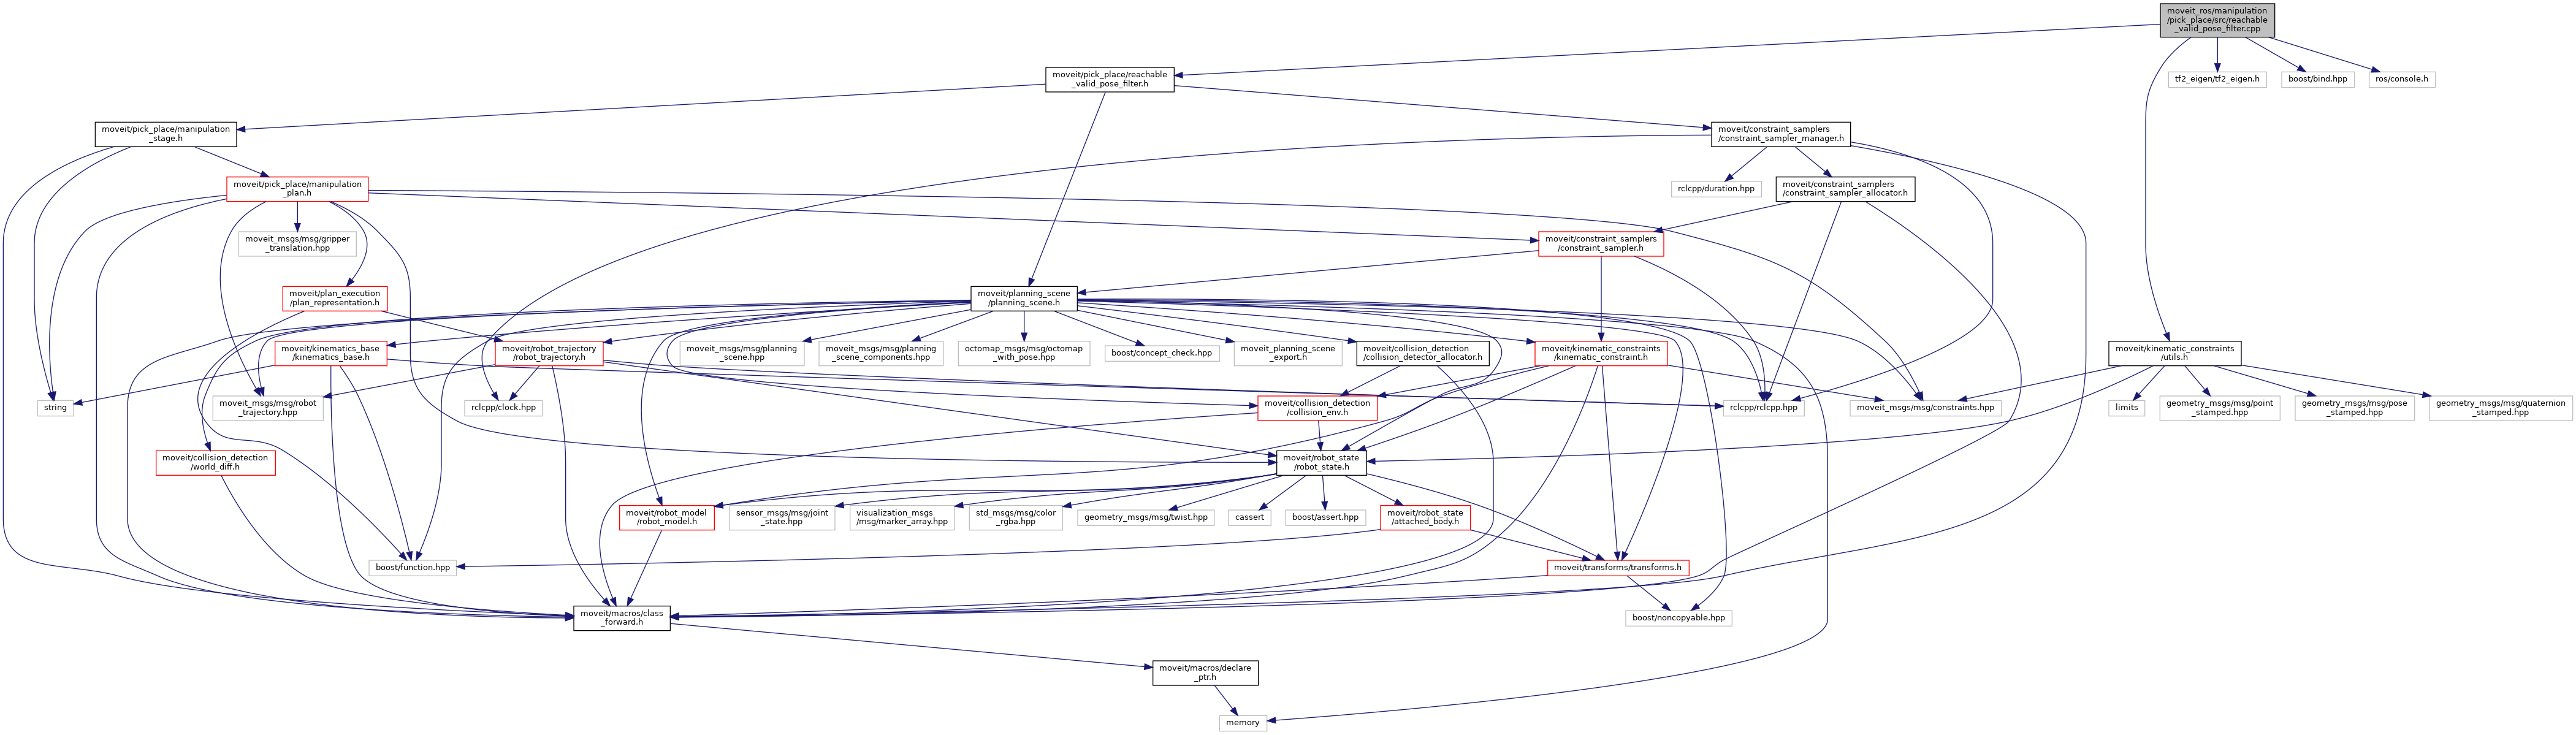 moveit_ros/manipulation
/pick_place/src/reachable
_valid_pose_filter.cpp
moveit/pick_place/reachable
_valid_pose_filter.h
tf2_eigen/tf2_eigen.h
boost/bind.hpp
ros/console.h
moveit/pick_place/manipulation
_stage.h
moveit/constraint_samplers
/constraint_sampler_manager.h
moveit/pick_place/manipulation
_plan.h
rclcpp/duration.hpp
moveit/constraint_samplers
/constraint_sampler_allocator.h
moveit_msgs/msg/gripper
_translation.hpp
moveit/constraint_samplers
/constraint_sampler.h
moveit/plan_execution
/plan_representation.h
moveit/planning_scene
/planning_scene.h
moveit/kinematics_base
/kinematics_base.h
moveit/robot_trajectory
/robot_trajectory.h
moveit_msgs/msg/planning
_scene.hpp
moveit_msgs/msg/planning
_scene_components.hpp
octomap_msgs/msg/octomap
_with_pose.hpp
boost/concept_check.hpp
moveit_planning_scene
_export.h
moveit/collision_detection
/collision_detector_allocator.h
moveit/kinematic_constraints
/kinematic_constraint.h
moveit/kinematic_constraints
/utils.h
string
moveit_msgs/msg/robot
_trajectory.hpp
rclcpp/clock.hpp
moveit/collision_detection
/collision_env.h
rclcpp/rclcpp.hpp
moveit_msgs/msg/constraints.hpp
limits
geometry_msgs/msg/point
_stamped.hpp
geometry_msgs/msg/pose
_stamped.hpp
geometry_msgs/msg/quaternion
_stamped.hpp
moveit/collision_detection
/world_diff.h
moveit/robot_state
/robot_state.h
moveit/robot_model
/robot_model.h
sensor_msgs/msg/joint
_state.hpp
visualization_msgs
/msg/marker_array.hpp
std_msgs/msg/color
_rgba.hpp
geometry_msgs/msg/twist.hpp
cassert
boost/assert.hpp
moveit/robot_state
/attached_body.h
boost/function.hpp
moveit/transforms/transforms.h
moveit/macros/class
_forward.h
boost/noncopyable.hpp
moveit/macros/declare
_ptr.h
memory